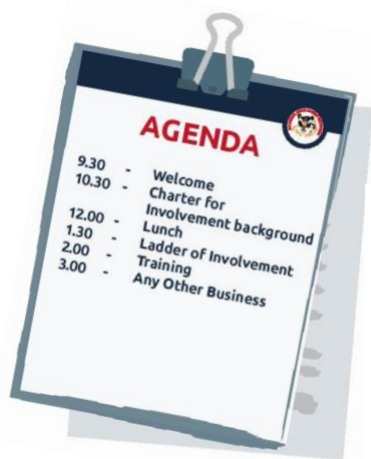 AGENDA
9.30 - Welcome
10.30 - Charter for
Involvement background
12.00 - Lunch
1.30 - Ladder of Involvement
2.00 - Training
3.00 - Any Other Business